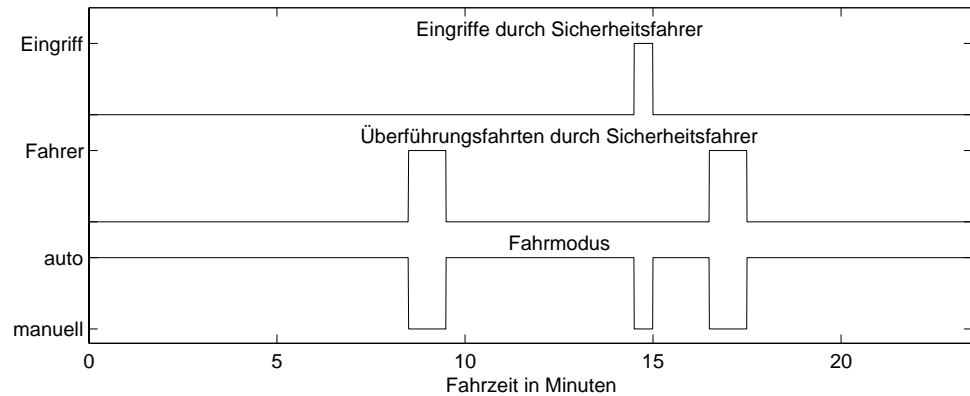 Eingriffe durch Sicherheitsfahrer
Eingriff
Überführungsfahrten durch Sicherheitsfahrer
Fahrer
Fahrmodus
auto
manuell
0 5 10 15 20
Fahrzeit in Minuten